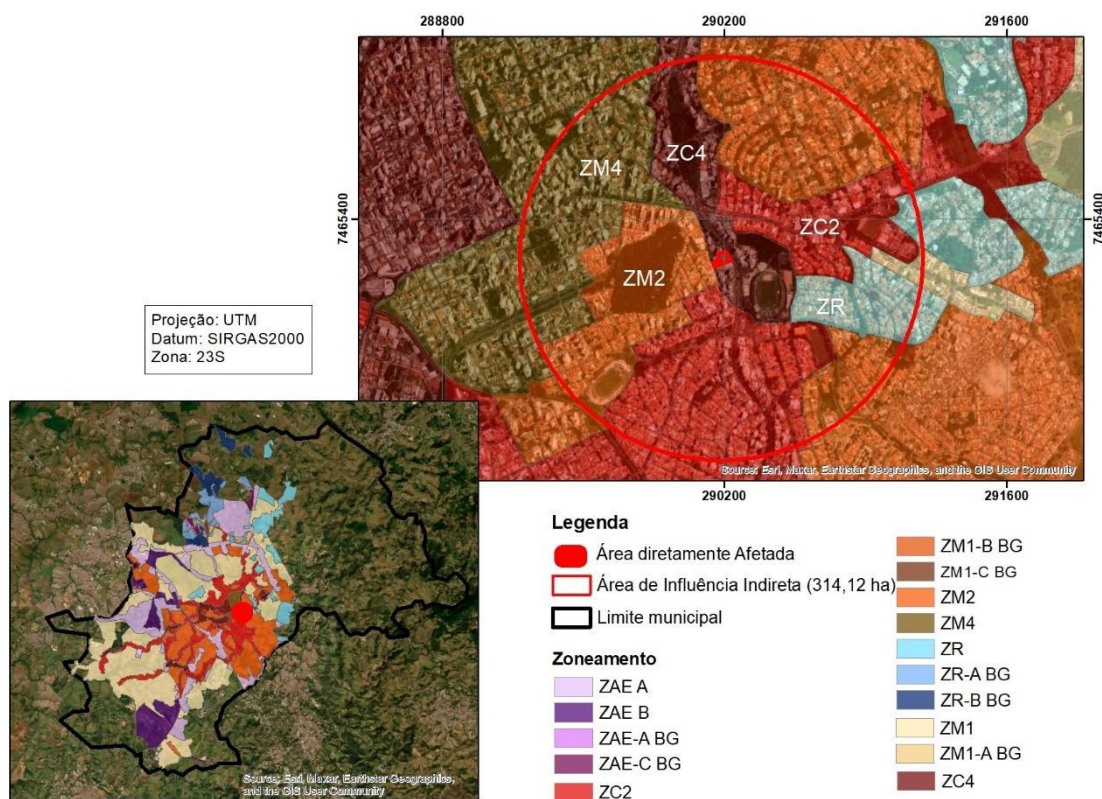 288800 290200 291600
7465400 7465400
ZC4
ZM4
ZC2
ZM2
ZR
Source: Esri, Maxar, Earthstar Geographics, and the GIS User Community
290200 291600
Projeção: UTM
Datum: SIRGAS2000
Zona: 23S
Source: Esri, Maxar, Earthstar Geographics,
and the GIS User Community
Legenda
Área diretamente Afetada
Área de Influência Indireta (314,12 ha)
Limite municipal
Zoneamento
ZAE A
ZAE B
ZAE-A BG
ZAE-C BG
ZC2
ZM1-B BG
ZM1-C BG
ZM2
ZM4
ZR
ZR-A BG
ZR-B BG
ZM1
ZM1-A BG
ZC4